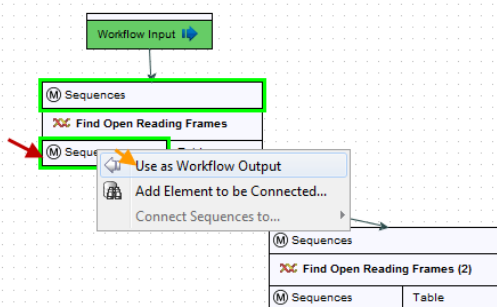 Workflow Input
M Sequences
Find Open Reading Frames
M Seque
Use as Workflow Output
Add Element to be Connected...
Connect Sequences to...
M Sequences
Find Open Reading Frames (2)
M Sequences Table